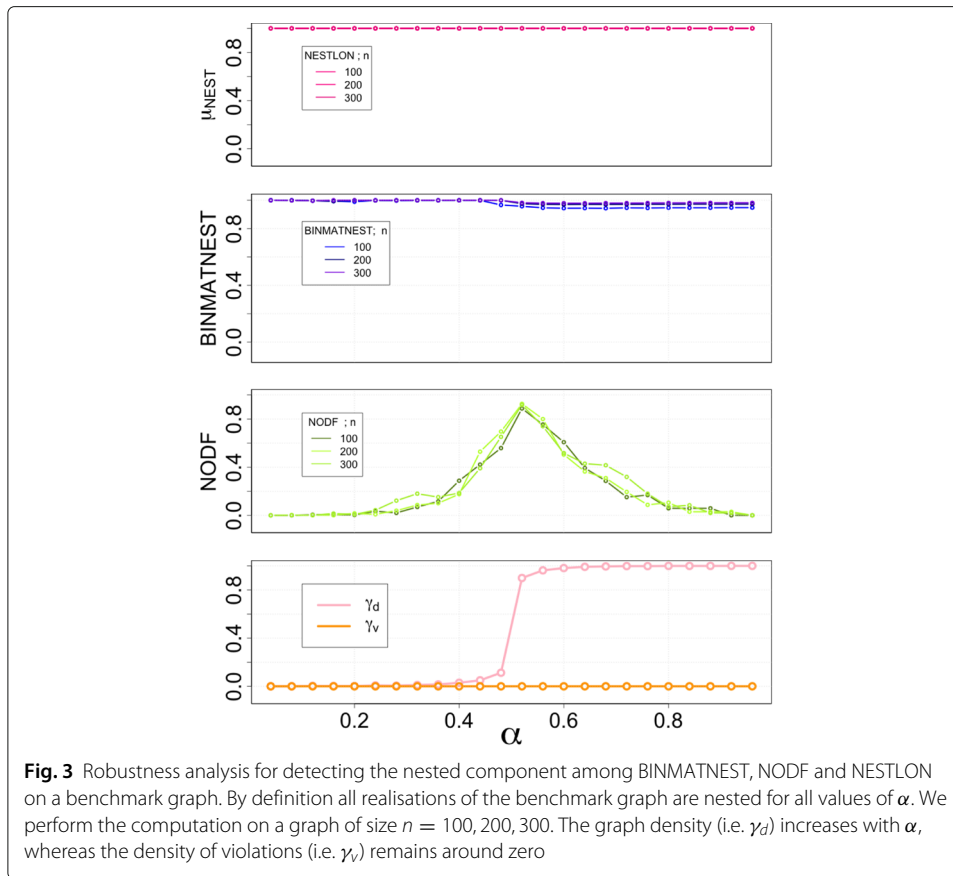 μNEST
0.0 0.4 0.8
NESTLON ; n
100
200
300
BINMATNEST
0.0 0.4 0.8
BINMATNEST; n
100
200
300
NODF
0.0 0.4 0.8
NODF ; n
100
200
300
0.0 0.4 0.8
γd
γv
0.2 0.4 0.6 0.8
α
Fig. 3 Robustness analysis for detecting the nested component among BINMATNEST, NODF and NESTLON
on a benchmark graph. By definition all realisations of the benchmark graph are nested for all values of α. We
perform the computation on a graph of size n = 100, 200, 300. The graph density (i.e. γd) increases with α,
whereas the density of violations (i.e. γv) remains around zero